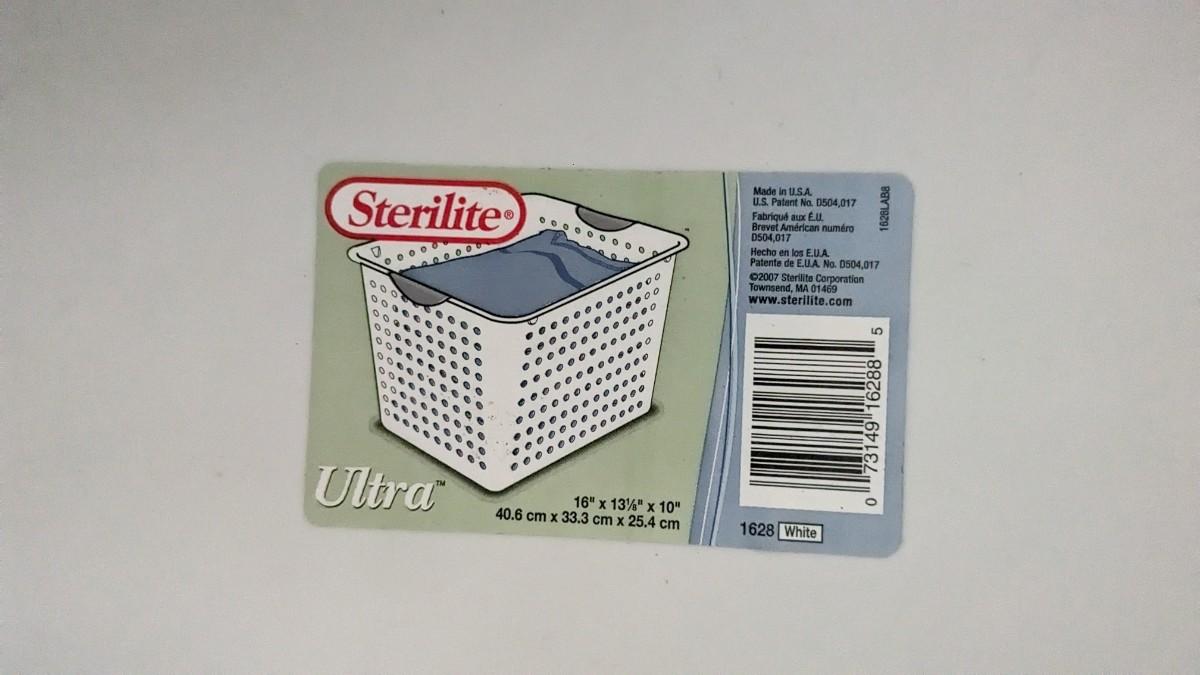 Sterilite®
Ultra™
16" x 13⅛" x 10"
40.6 cm x 33.3 cm x 25.4 cm
Made in U.S.A.
U.S. Patent No. D504,017
Fabriqué aux É.U.
Brevet Américan numéro
D504,017
Hecho en los E.U.A.
Patente de E.U.A. No. D504,017
©2007 Sterilite Corporation
Townsend, MA 01469
www.sterilite.com
1628LAB8
0 73149 16288 5
1628 White